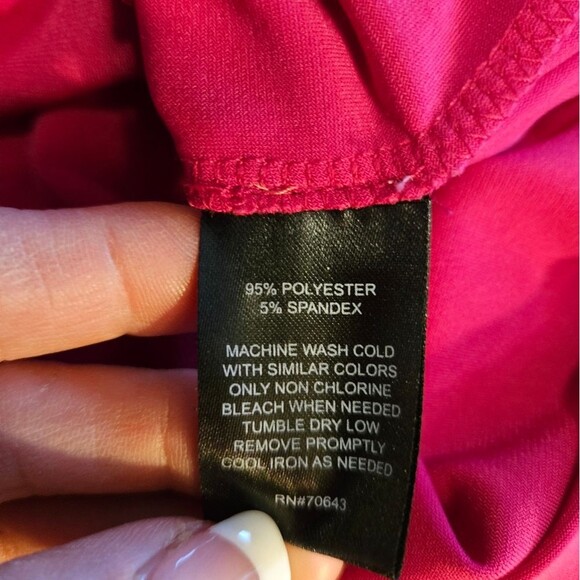 95% POLYESTER
5% SPANDEX
MACHINE WASH COLD
WITH SIMILAR COLORS
ONLY NON CHLORINE
BLEACH WHEN NEEDED
TUMBLE DRY LOW
REMOVE PROMPTLY
COOL IRON AS NEEDED
RN#70643